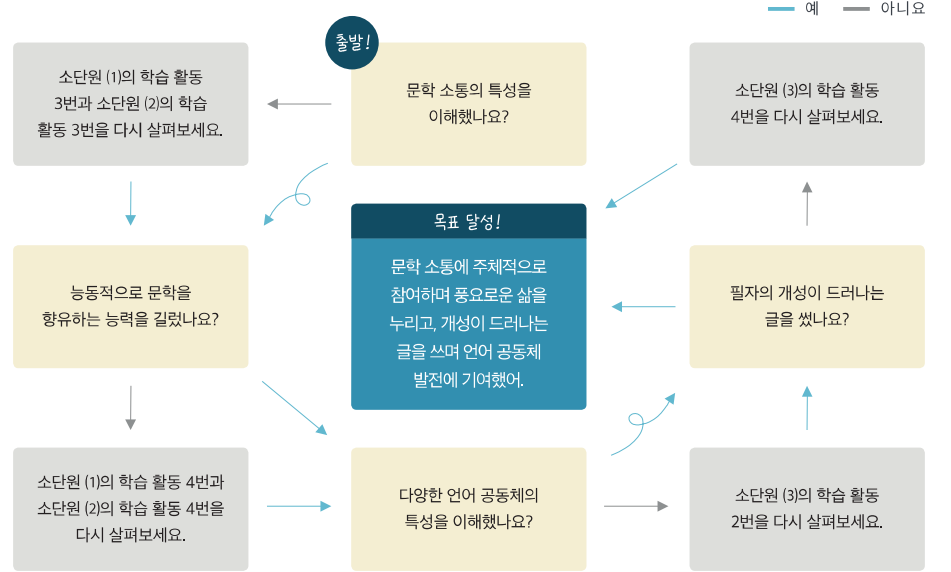 예 아니요
출발!
소단원 (1)의 학습 활동
3번과 소단원 (2)의 학습
활동 3번을 다시 살펴보세요.
문학 소통의 특성을
이해했나요?
소단원 (3)의 학습 활동
4번을 다시 살펴보세요.
목표 달성!
문학 소통에 주체적으로
참여하며 풍요로운 삶을
누리고, 개성이 드러나는
글을 쓰며 언어 공동체
발전에 기여했어.
능동적으로 문학을
향유하는 능력을 길렀나요?
필자의 개성이 드러나는
글을 썼나요?
소단원 (1)의 학습 활동 4번과
소단원 (2)의 학습 활동 4번을
다시 살펴보세요.
다양한 언어 공동체의
특성을 이해했나요?
소단원 (3)의 학습 활동
2번을 다시 살펴보세요.